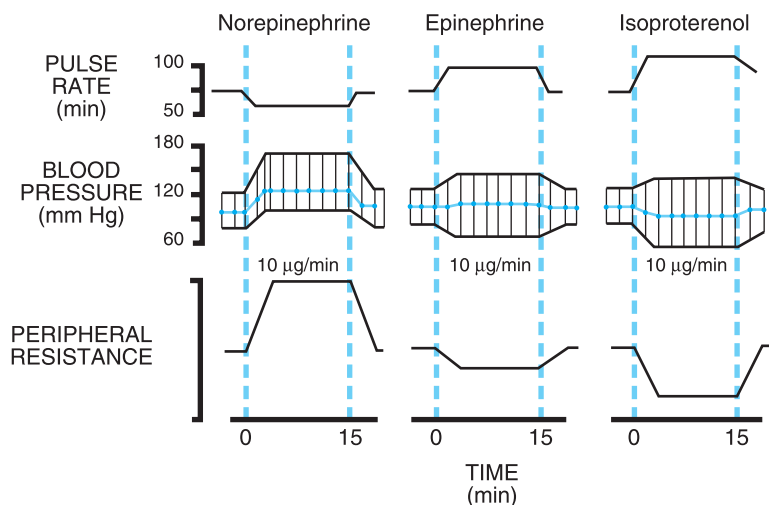 Norepinephrine
Epinephrine
Isoproterenol
PULSE
RATE
(min)
100
50
BLOOD
PRESSURE
(mm Hg)
180
120
60
10 μg/min
10 μg/min
10 μg/min
PERIPHERAL
RESISTANCE
0
15
0
15
0
15
TIME
(min)